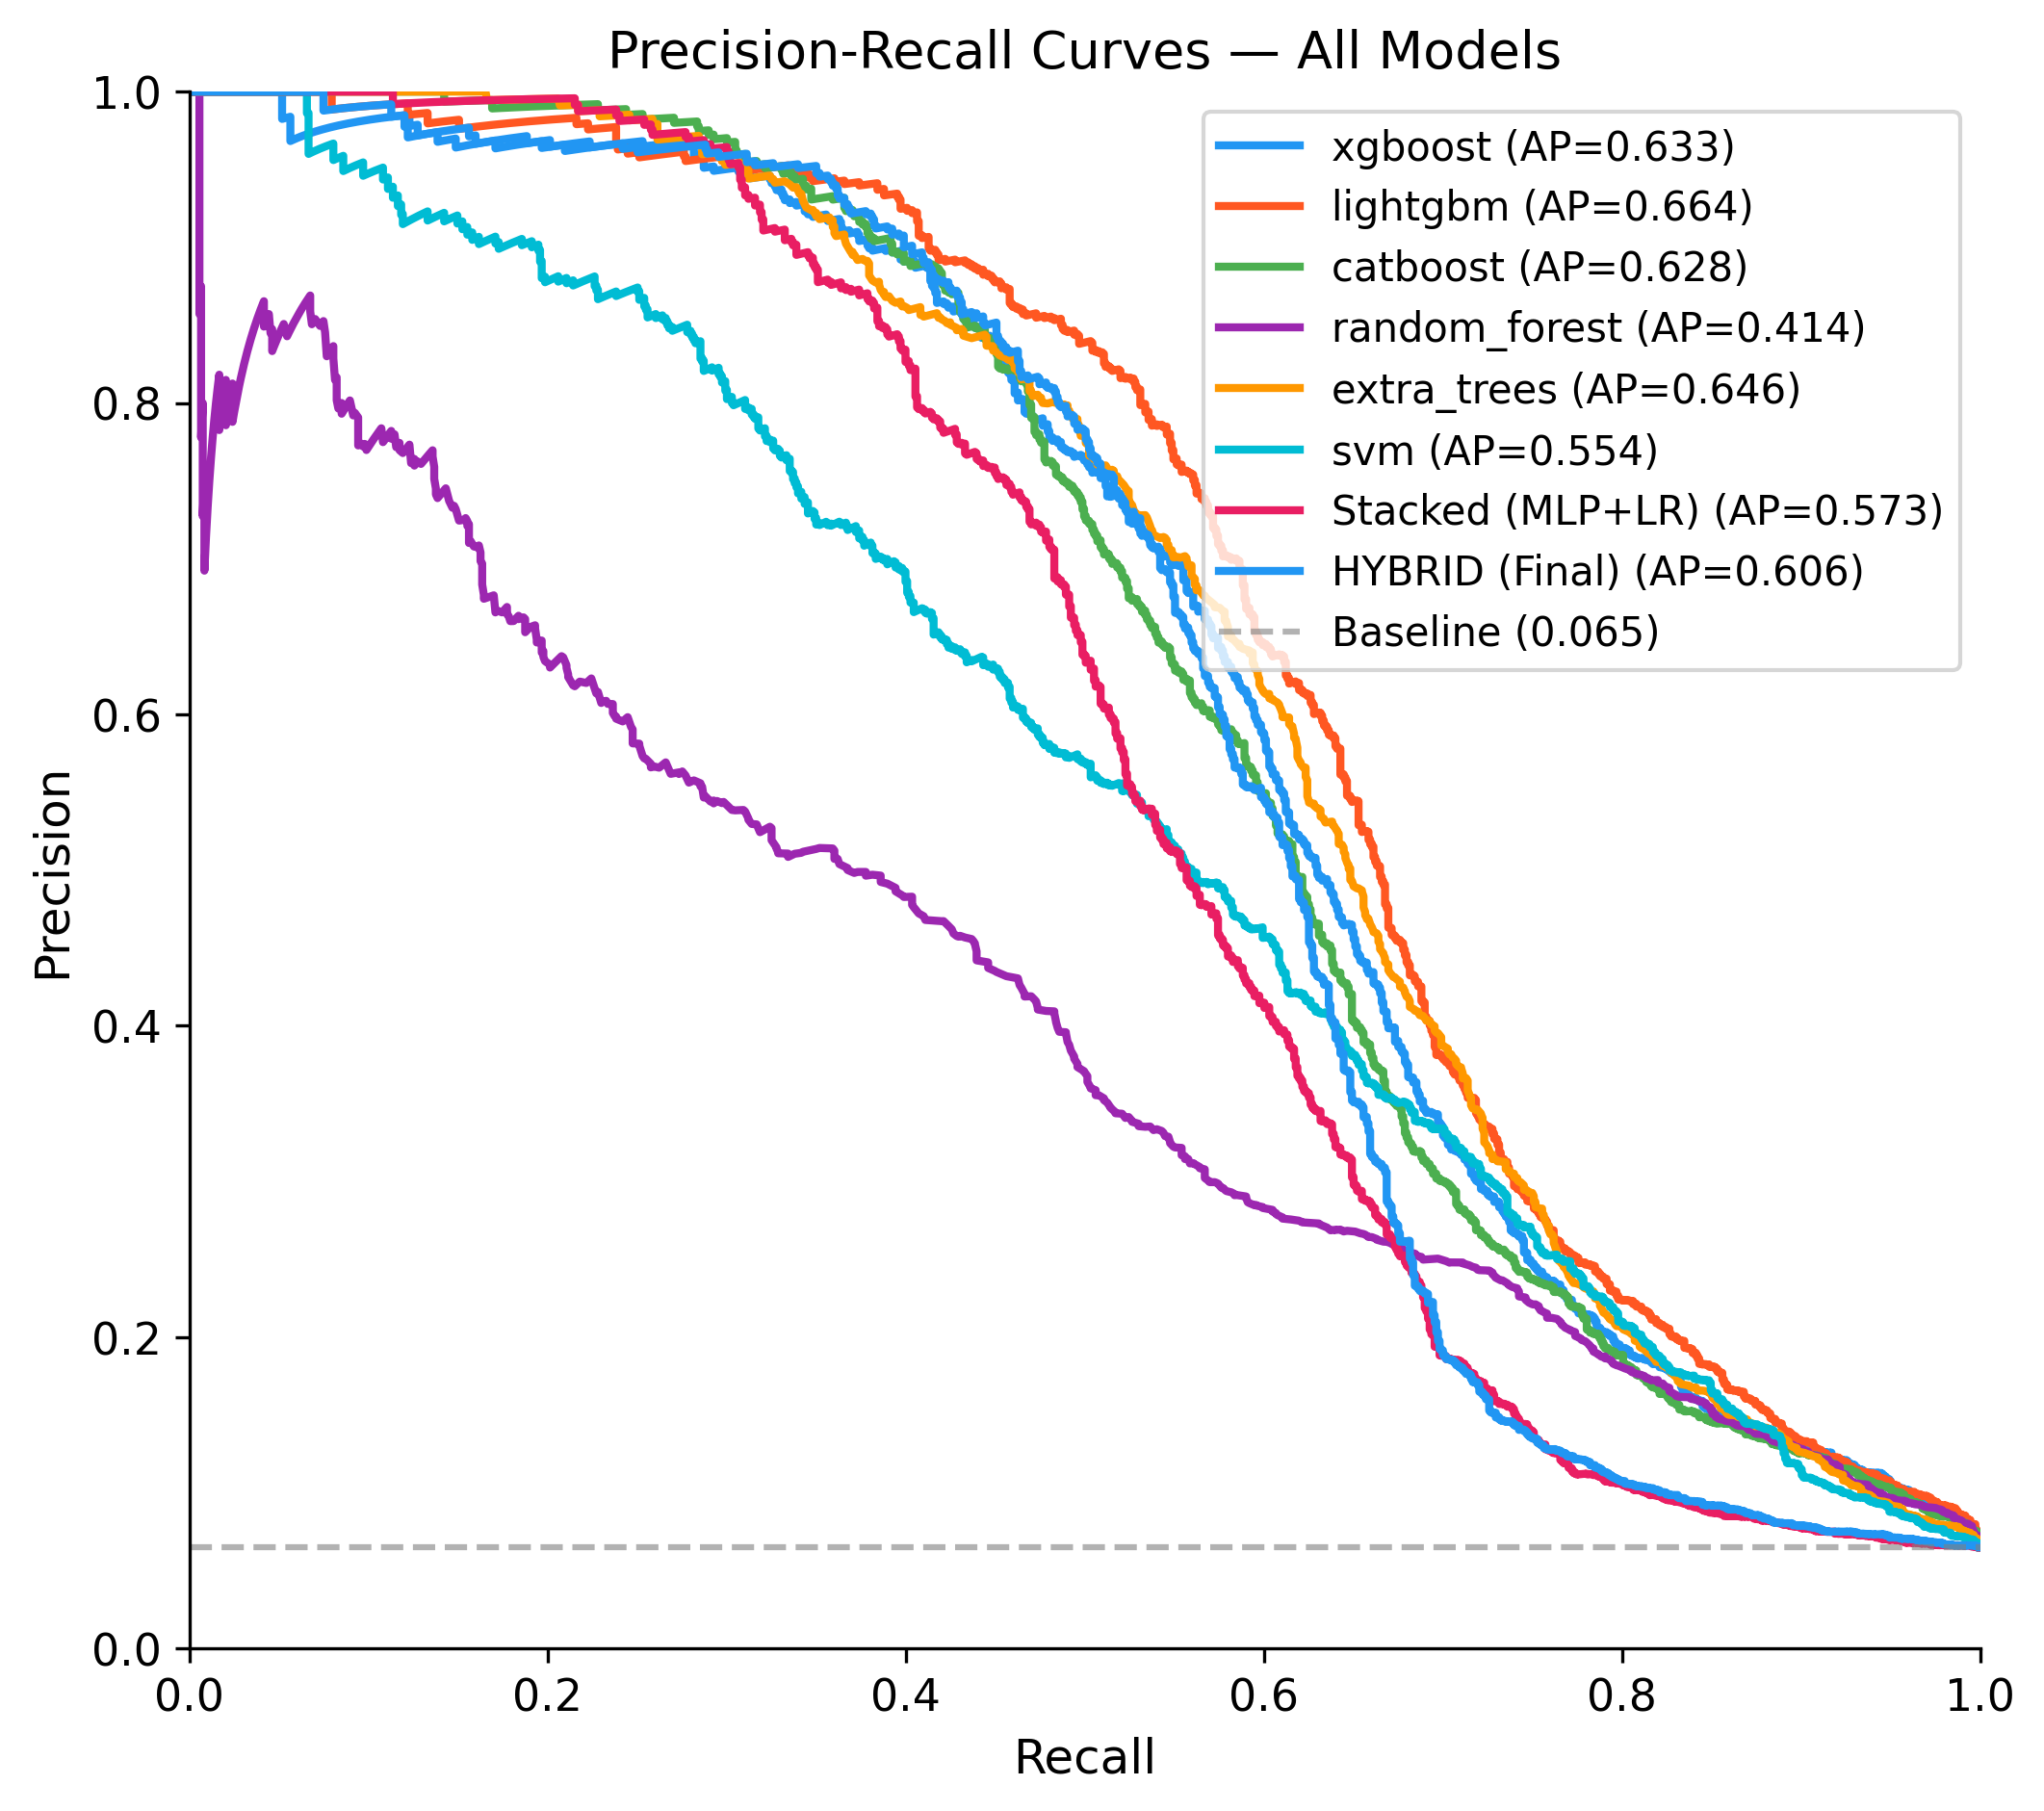 Precision-Recall Curves — All Models
1.0
0.8
0.6
0.4
0.2
0.0
Precision
xgboost (AP=0.633)
lightgbm (AP=0.664)
catboost (AP=0.628)
random_forest (AP=0.414)
extra_trees (AP=0.646)
svm (AP=0.554)
Stacked (MLP+LR) (AP=0.573)
HYBRID (Final) (AP=0.606)
Baseline (0.065)
0.0 0.2 0.4 0.6 0.8 1.0
Recall